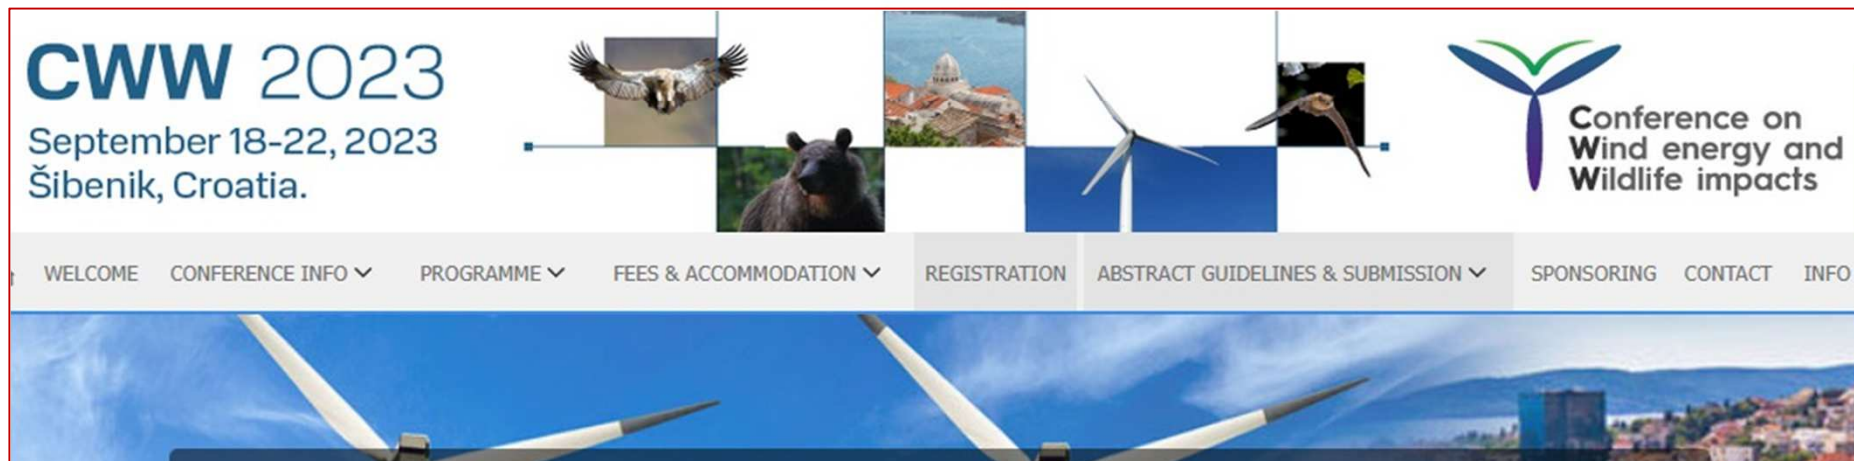 CWW 2023
September 18-22, 2023
Šibenik, Croatia.
Conference on
Wind energy and
Wildlife impacts
WELCOME CONFERENCE INFO PROGRAMME FEES & ACCOMMODATION REGISTRATION ABSTRACT GUIDELINES & SUBMISSION SPONSORING CONTACT INFO